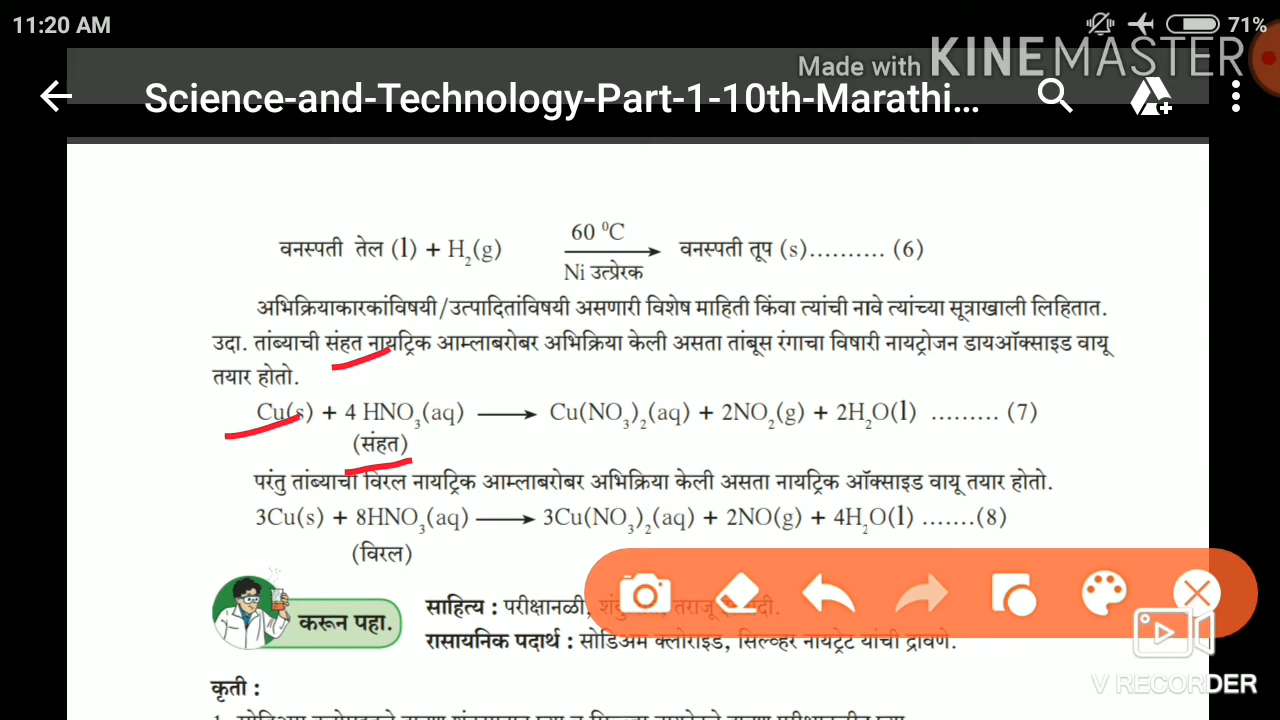 11:20 AM
71%
Made with KINEMASTER
Science-and-Technology-Part-1-10th-Marathi...
60 ⁰C
वनस्पती तेल (l) + H₂(g) ⟶ वनस्पती तूप (s).......... (6)
Ni उत्प्रेरक
अभिक्रियाकारकांविषयी/उत्पादितांविषयी असणारी विशेष माहिती किंवा त्यांची नावे त्यांच्या सूत्राखाली लिहितात.
उदा. तांब्याची संहत नायट्रिक आम्लाबरोबर अभिक्रिया केली असता तांबूस रंगाचा विषारी नायट्रोजन डायऑक्साइड वायू
तयार होतो.
Cu(s) + 4 HNO₃(aq) ⟶ Cu(NO₃)₂(aq) + 2NO₂(g) + 2H₂O(l) ......... (7)
(संहत)
परंतु तांब्याची विरल नायट्रिक आम्लाबरोबर अभिक्रिया केली असता नायट्रिक ऑक्साइड वायू तयार होतो.
3Cu(s) + 8HNO₃(aq) ⟶ 3Cu(NO₃)₂(aq) + 2NO(g) + 4H₂O(l) .......(8)
(विरल)
करून पहा.
साहित्य : परीक्षानळी,
रासायनिक पदार्थ : सोडिअम क्लोराइड, सिल्व्हर नायट्रेट यांची द्रावणे.
V RECORDER
कृती :